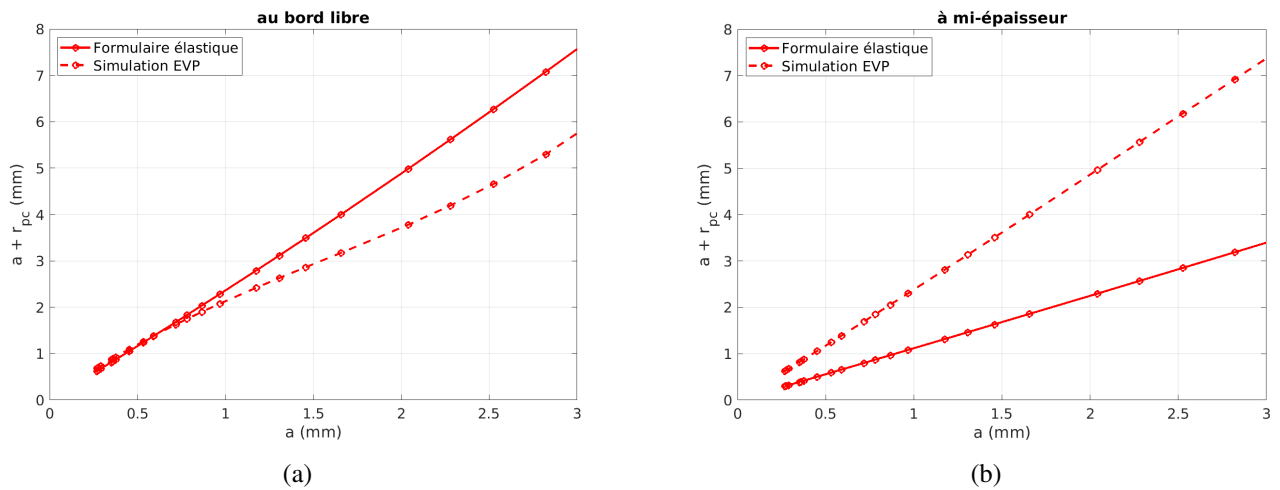 au bord libre
8
7
6
5
4
3
2
1
0
a + r_pc (mm)
Formulaire élastique
Simulation EVP
0 0.5 1 1.5 2 2.5 3
a (mm)
(a)
à mi-épaisseur
8
7
6
5
4
3
2
1
0
a + r_pc (mm)
Formulaire élastique
Simulation EVP
0 0.5 1 1.5 2 2.5 3
a (mm)
(b)